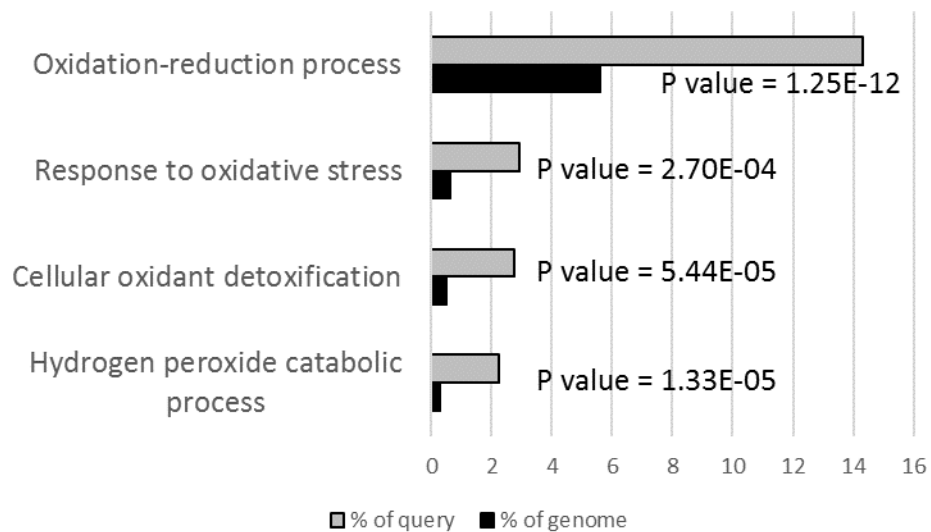 Oxidation-reduction process
P value = 1.25E-12
Response to oxidative stress
P value = 2.70E-04
Cellular oxidant detoxification
P value = 5.44E-05
Hydrogen peroxide catabolic
process
P value = 1.33E-05
0 2 4 6 8 10 12 14 16
% of query % of genome